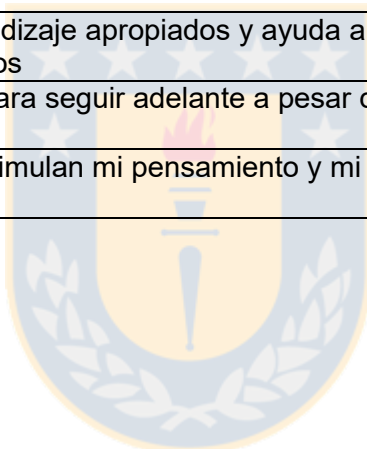 dizaje apropiados y ayuda a
os
ara seguir adelante a pesar
imulan mi pensamiento y mi